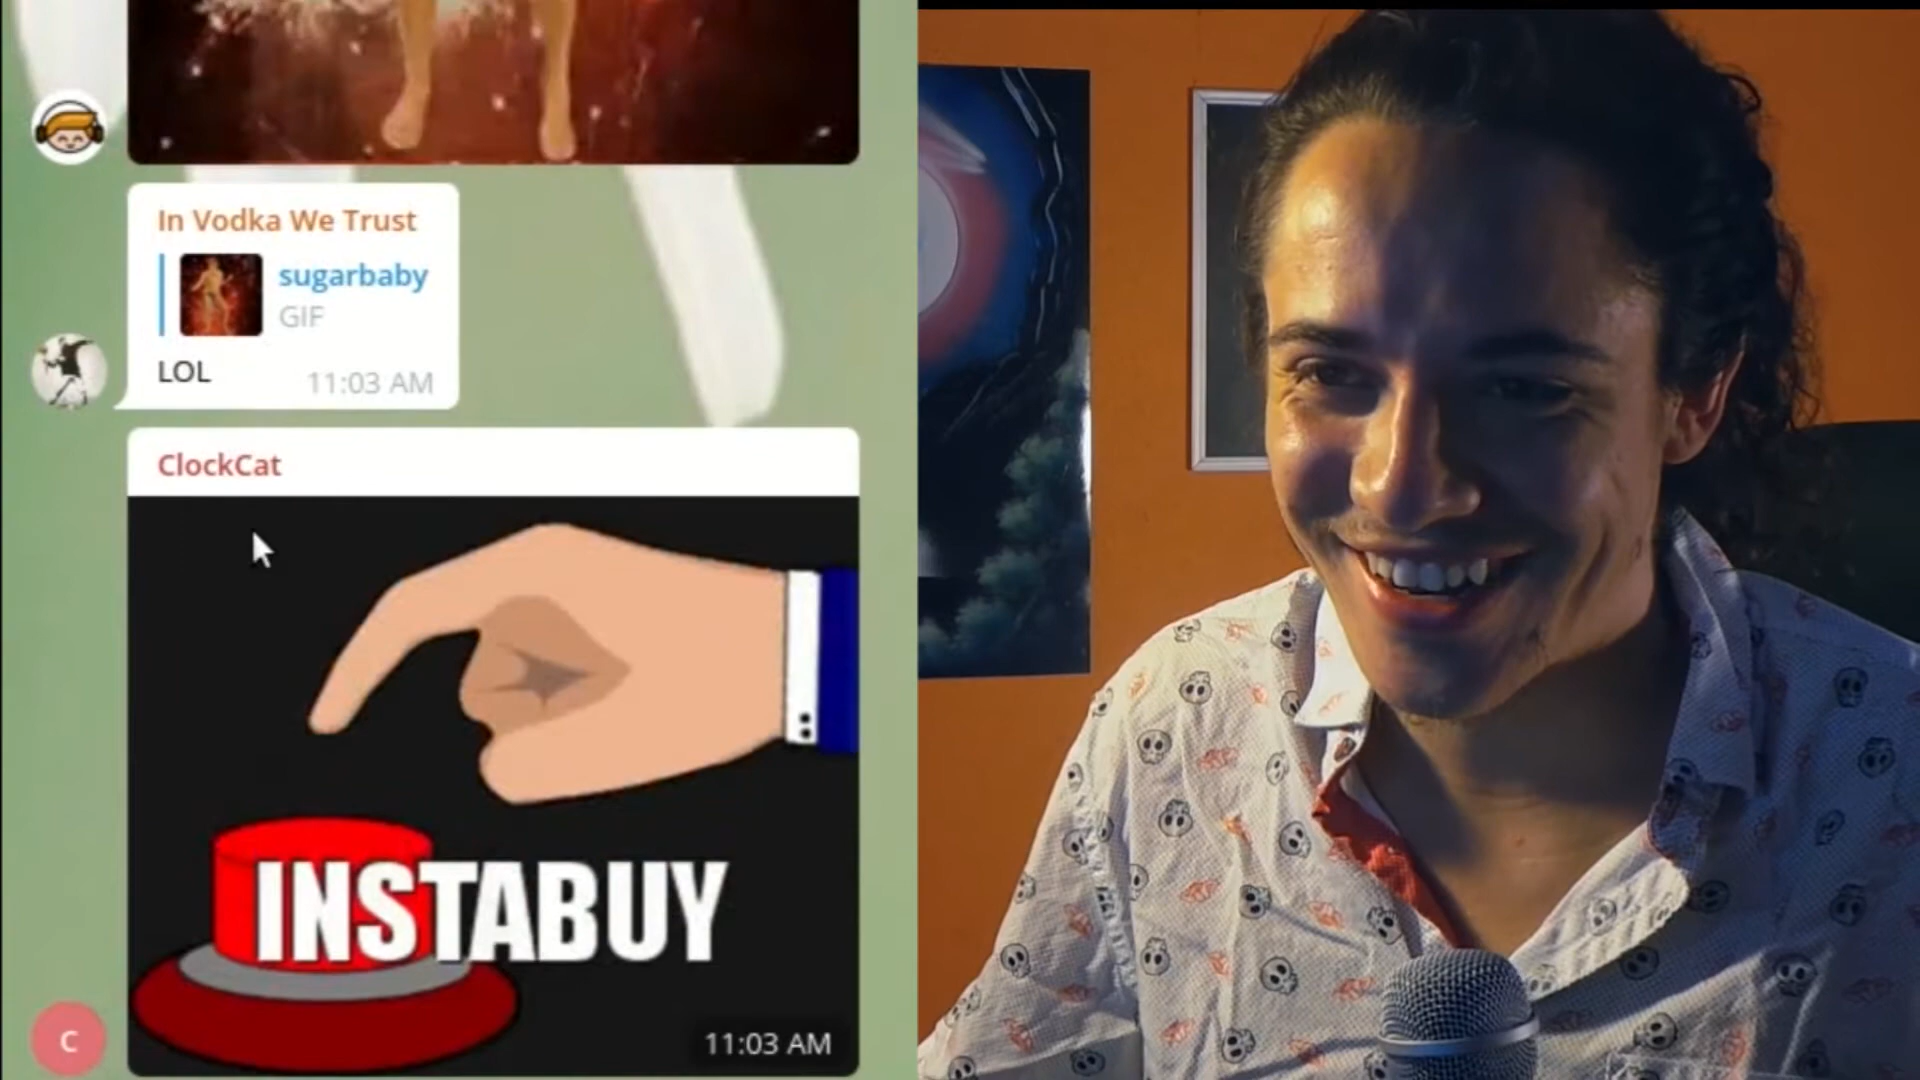 In Vodka We Trust
sugarbaby
GIF
LOL
11:03 AM
ClockCat
INSTABUY
C
11:03 AM